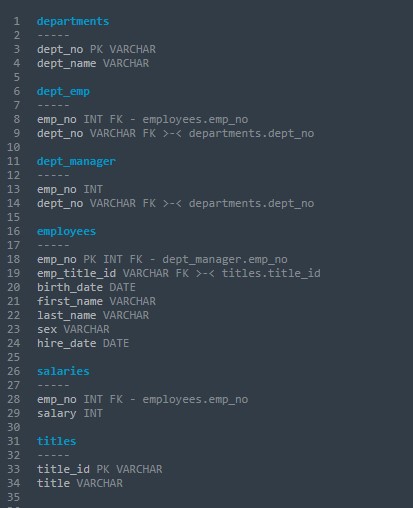 1 departments
2 -----
3 dept_no PK VARCHAR
4 dept_name VARCHAR
5
6 dept_emp
7 -----
8 emp_no INT FK - employees.emp_no
9 dept_no VARCHAR FK >-< departments.dept_no
10
11 dept_manager
12 -----
13 emp_no INT
14 dept_no VARCHAR FK >-< departments.dept_no
15
16 employees
17 -----
18 emp_no PK INT FK - dept_manager.emp_no
19 emp_title_id VARCHAR FK >-< titles.title_id
20 birth_date DATE
21 first_name VARCHAR
22 last_name VARCHAR
23 sex VARCHAR
24 hire_date DATE
25
26 salaries
27 -----
28 emp_no INT FK - employees.emp_no
29 salary INT
30
31 titles
32 -----
33 title_id PK VARCHAR
34 title VARCHAR
35